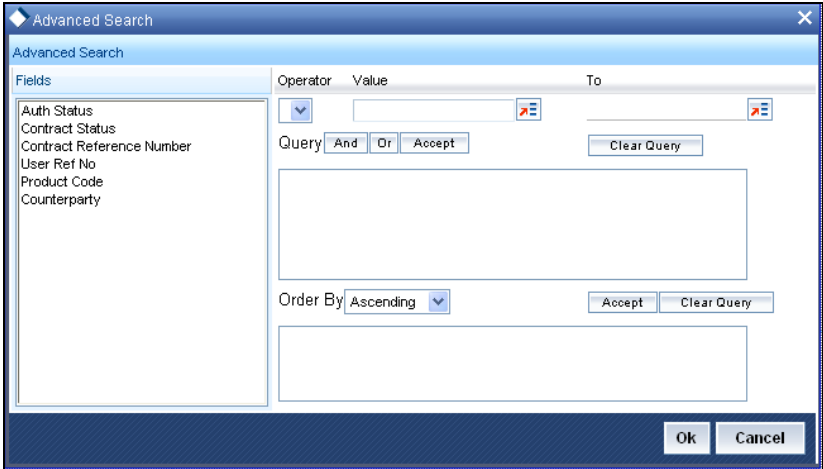 Advanced Search
Advanced Search
Fields
Operator Value To
Auth Status
Contract Status
Contract Reference Number
User Ref No
Product Code
Counterparty
Query And Or Accept Clear Query
Order By Ascending Accept Clear Query
Ok Cancel